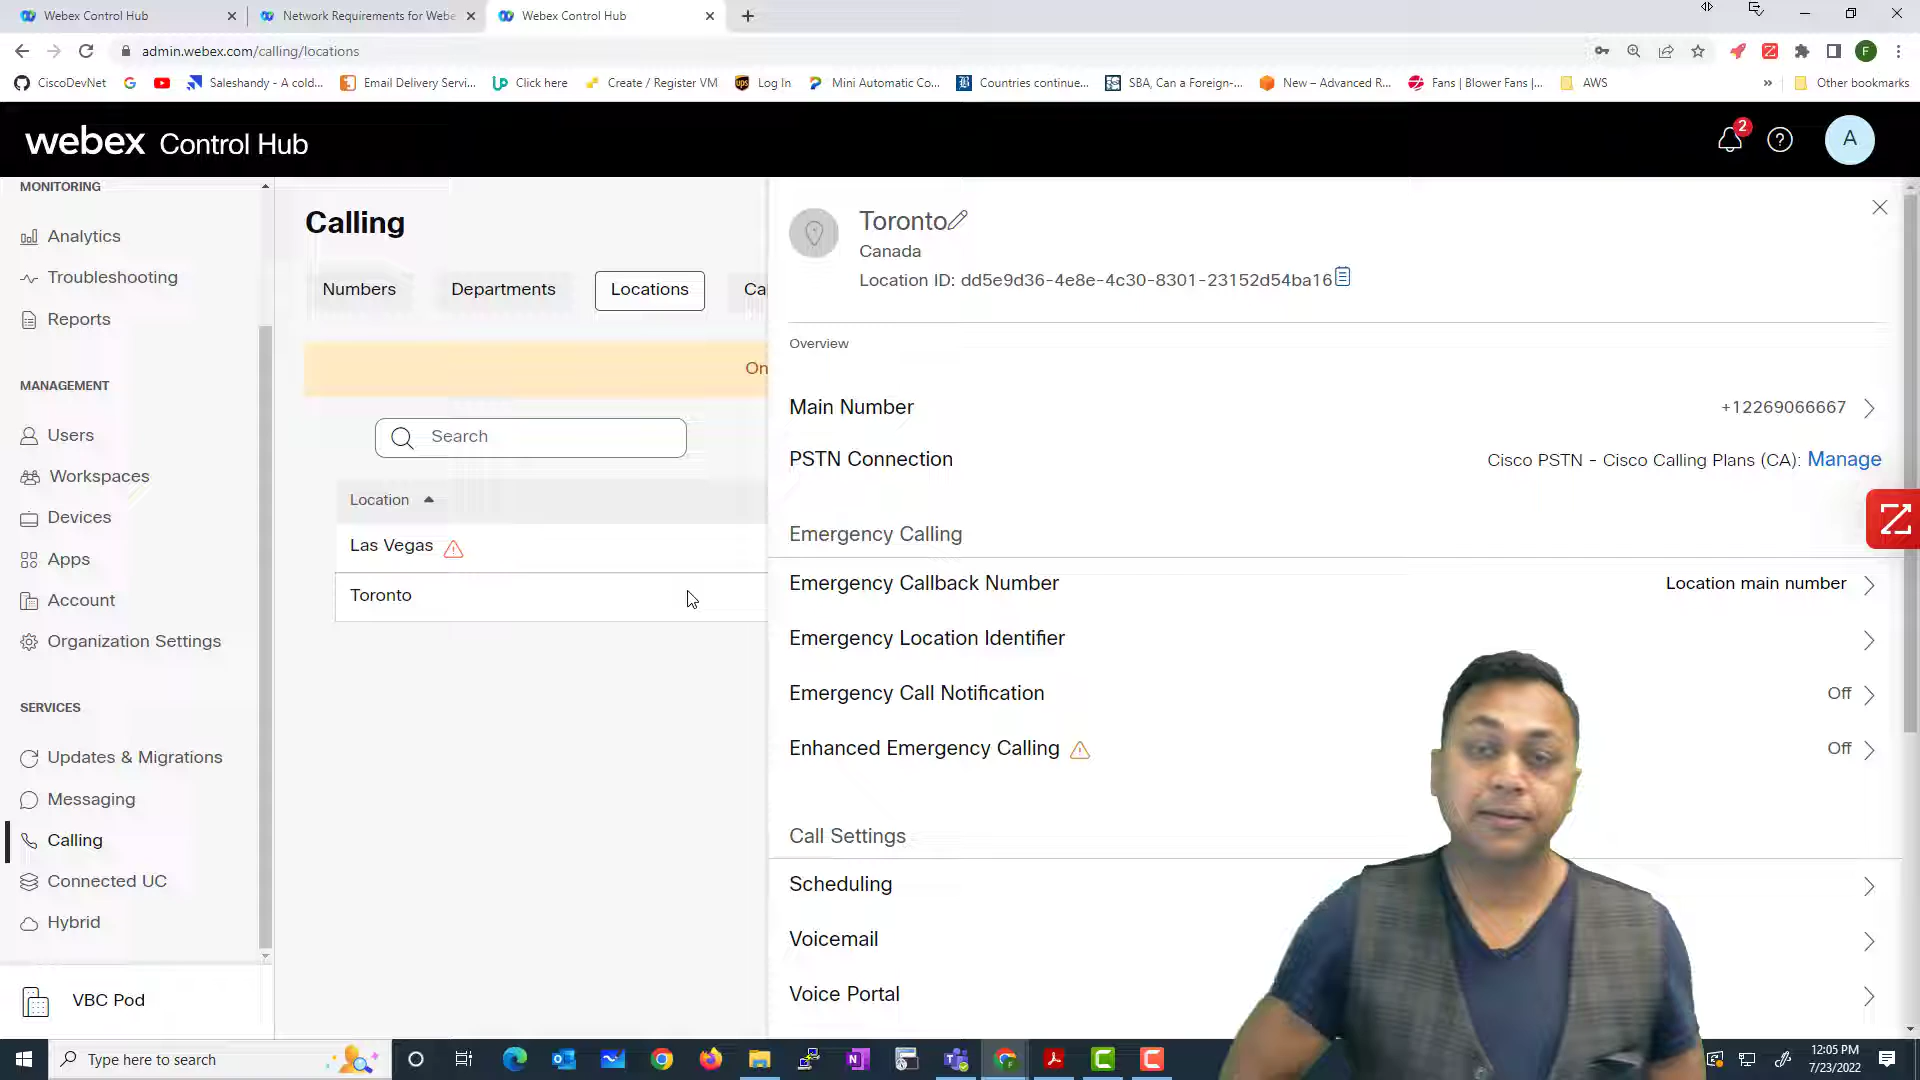 Webex Control Hub
Network Requirements for Webe
Webex Control Hub
admin.webex.com/calling/locations
F
CiscoDevNet
Saleshandy - A cold...
Email Delivery Servi...
Click here
Create / Register VM
Log In
Mini Automatic Co...
Countries continue...
SBA, Can a Foreign-...
New – Advanced R...
Fans | Blower Fans |...
AWS
»
Other bookmarks
webex Control Hub
2
A
MONITORING
Analytics
Troubleshooting
Reports
MANAGEMENT
Users
Workspaces
Devices
Apps
Account
Organization Settings
SERVICES
Updates & Migrations
Messaging
Calling
Connected UC
Hybrid
VBC Pod
Calling
Numbers
Departments
Locations
Ca
On
Search
Location
Las Vegas
Toronto
Toronto
Canada
Location ID: dd5e9d36-4e8e-4c30-8301-23152d54ba16
Overview
Main Number +12269066667
PSTN Connection Cisco PSTN - Cisco Calling Plans (CA): Manage
Emergency Calling
Emergency Callback Number Location main number
Emergency Location Identifier
Emergency Call Notification Off
Enhanced Emergency Calling Off
Call Settings
Scheduling
Voicemail
Voice Portal
Type here to search
12:05 PM
7/23/2022